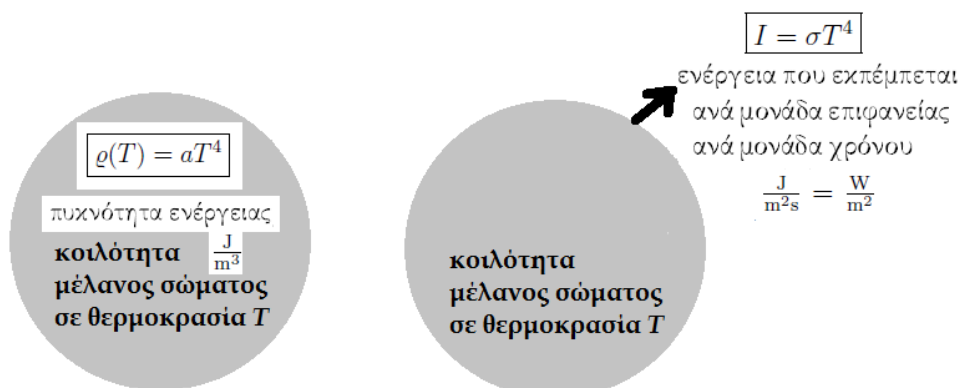 ϱ(T) = aT⁴
πυκνότητα ενέργειας
κοιλότητα J/m³
μέλανος σώματος
σε θερμοκρασία T
I = σT⁴
ενέργεια που εκπέμπεται
ανά μονάδα επιφανείας
ανά μονάδα χρόνου
J/m²s = W/m²
κοιλότητα
μέλανος σώματος
σε θερμοκρασία T